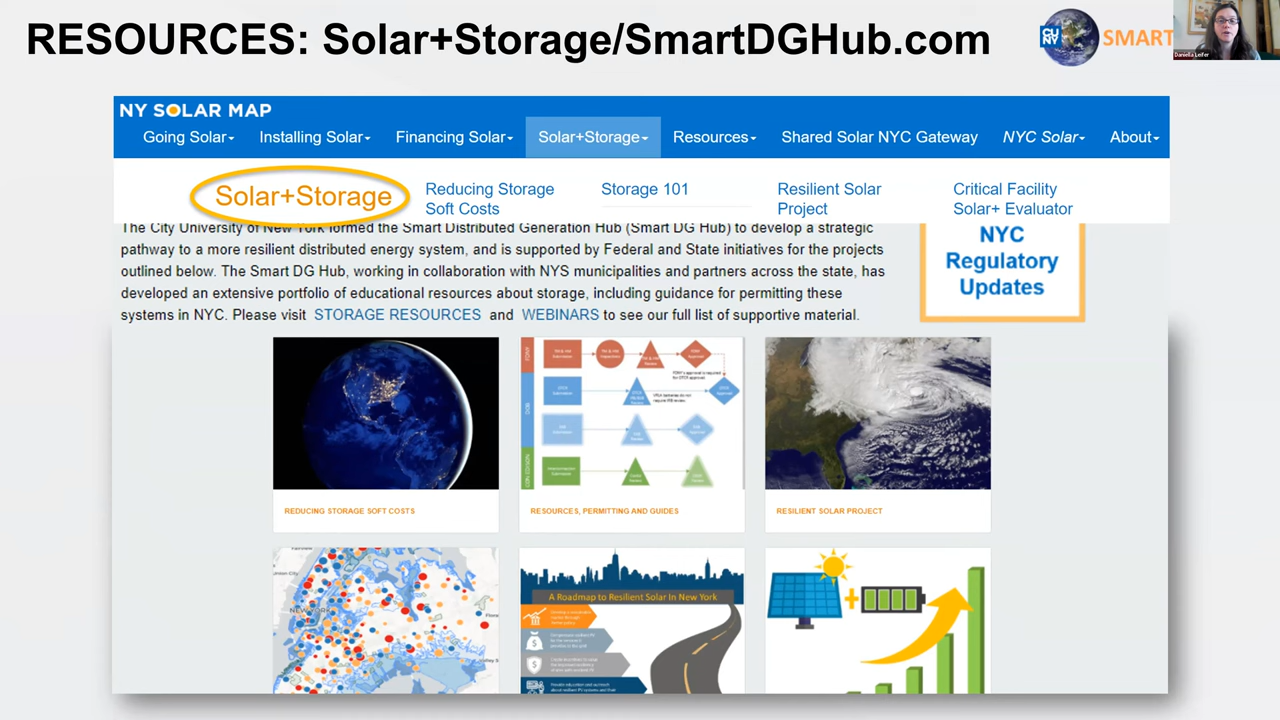 RESOURCES: Solar+Storage/SmartDGHub.com
CU
NY
SMART
Daniella Leifer
NY SOLAR MAP
Going Solar
Installing Solar
Financing Solar
Solar+Storage
Resources
Shared Solar NYC Gateway
NYC Solar
About
Solar+Storage
Reducing Storage
Soft Costs
Storage 101
Resilient Solar
Project
Critical Facility
Solar+ Evaluator
The City University of New York formed the Smart Distributed Generation Hub (Smart DG Hub) to develop a strategic
pathway to a more resilient distributed energy system, and is supported by Federal and State initiatives for the projects
outlined below. The Smart DG Hub, working in collaboration with NYS municipalities and partners across the state, has
developed an extensive portfolio of educational resources about storage, including guidance for permitting these
systems in NYC. Please visit STORAGE RESOURCES and WEBINARS to see our full list of supportive material.
NYC
Regulatory
Updates
REDUCING STORAGE SOFT COSTS
RESOURCES, PERMITTING AND GUIDES
RESILIENT SOLAR PROJECT
NEW YORK
A Roadmap to Resilient Solar In New York